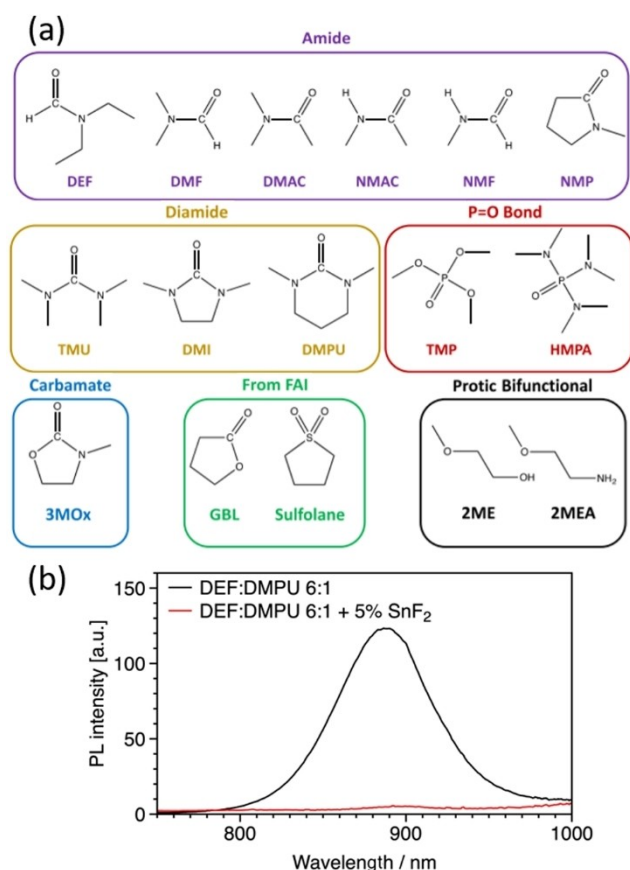 (a)
Amide
O
H C N
DEF
O
N C
H
DMF
O
N C
DMAC
H O
N C
NMAC
H O
N C
H
NMF
O
C
N
NMP
Diamide
P=O Bond
O
C
N N
TMU
O
C
N N
DMI
O
C
N N
DMPU
O
O P
O O
TMP
N
O P N
N
HMPA
Carbamate
From FAI
Protic Bifunctional
O
C
O N
3MOx
O
C
O
GBL
O O
S
Sulfolane
O
OH
2ME
O
NH2
2MEA
(b)
DEF:DMPU 6:1
DEF:DMPU 6:1 + 5% SnF2
PL intensity [a.u.]
150
100
50
0
800 900 1000
Wavelength / nm